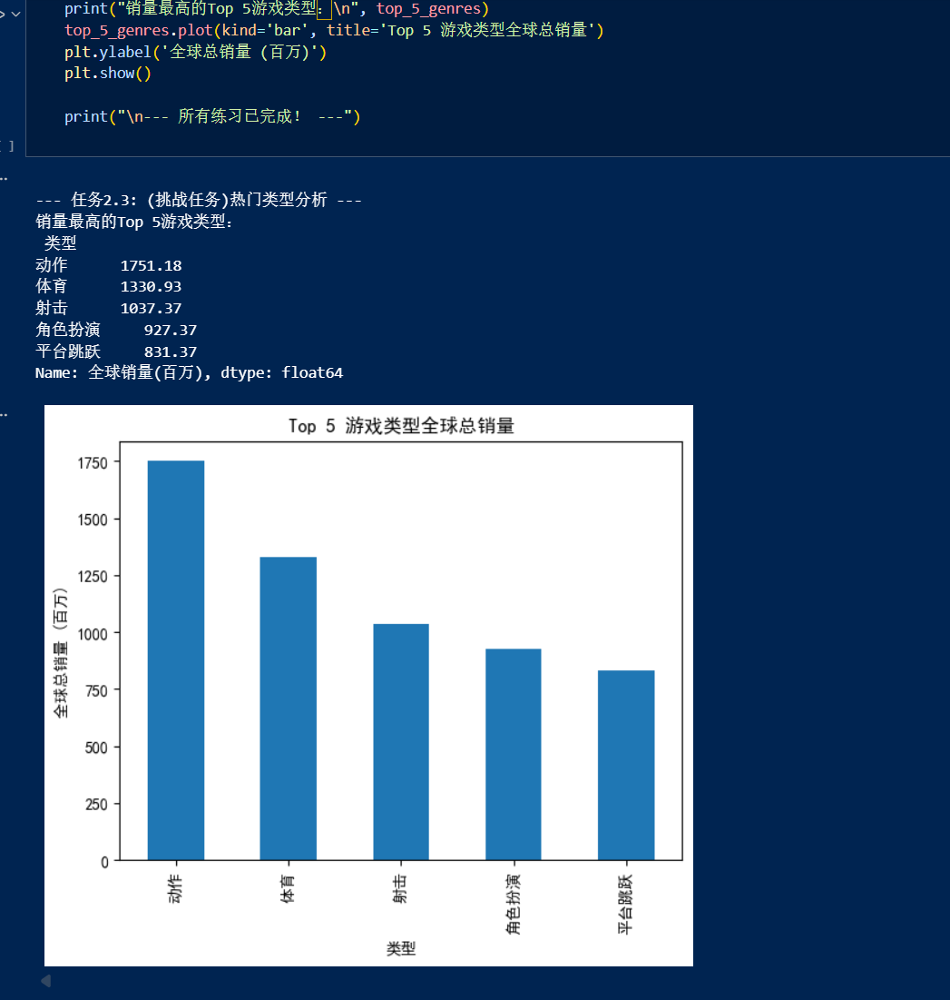 print("销量最高的Top 5游戏类型：\n", top_5_genres)
top_5_genres.plot(kind='bar', title='Top 5 游戏类型全球总销量')
plt.ylabel('全球总销量 (百万)')
plt.show()
print("\n--- 所有练习已完成！ ---")
]
--- 任务2.3: (挑战任务)热门类型分析 ---
销量最高的Top 5游戏类型：
类型
动作 1751.18
体育 1330.93
射击 1037.37
角色扮演 927.37
平台跳跃 831.37
Name: 全球销量(百万), dtype: float64
Top 5 游戏类型全球总销量
全球总销量 (百万)
1750
1500
1250
1000
750
500
250
0
动作
体育
射击
角色扮演
平台跳跃
类型